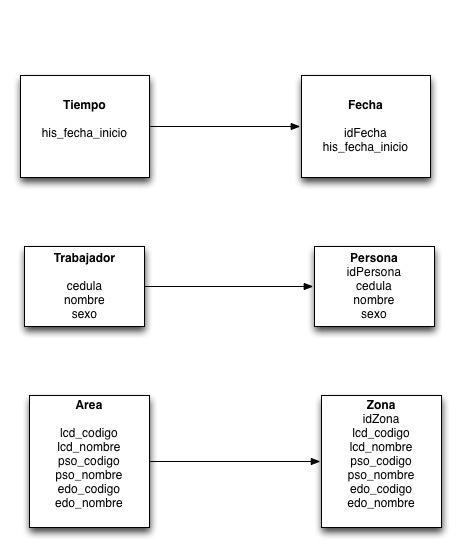 Tiempo
his_fecha_inicio
Fecha
idFecha
his_fecha_inicio
Trabajador
cedula
nombre
sexo
Persona
idPersona
cedula
nombre
sexo
Area
lcd_codigo
lcd_nombre
pso_codigo
pso_nombre
edo_codigo
edo_nombre
Zona
idZona
lcd_codigo
lcd_nombre
pso_codigo
pso_nombre
edo_codigo
edo_nombre